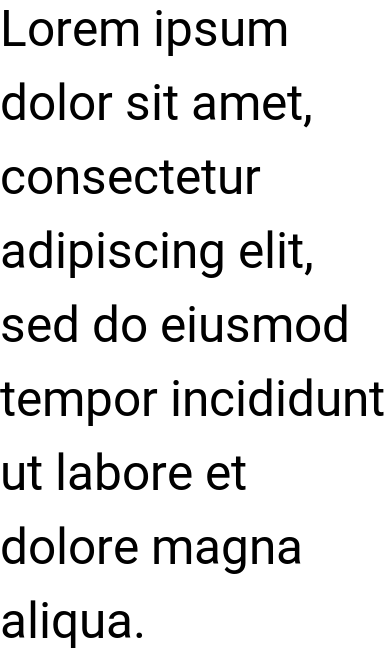 Lorem ipsum
dolor sit amet,
consectetur
adipiscing elit,
sed do eiusmod
tempor incididunt
ut labore et
dolore magna
aliqua.